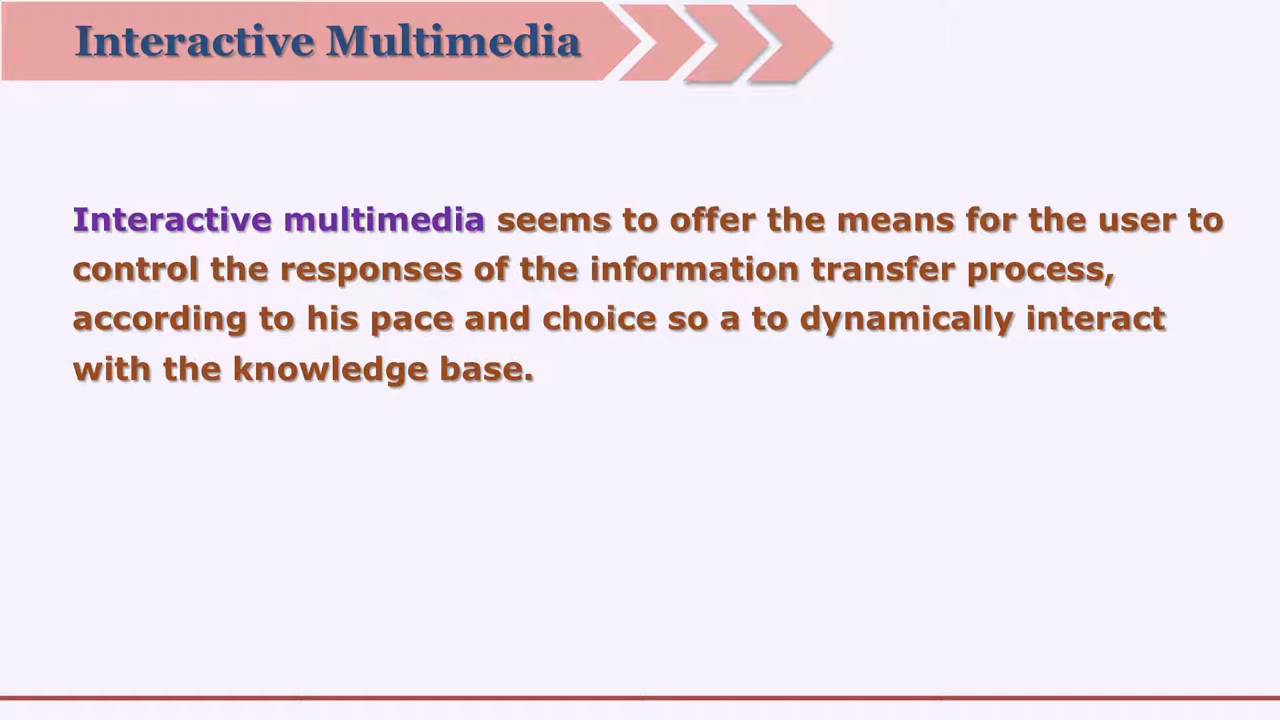 Interactive Multimedia
Interactive multimedia seems to offer the means for the user to
control the responses of the information transfer process,
according to his pace and choice so a to dynamically interact
with the knowledge base.